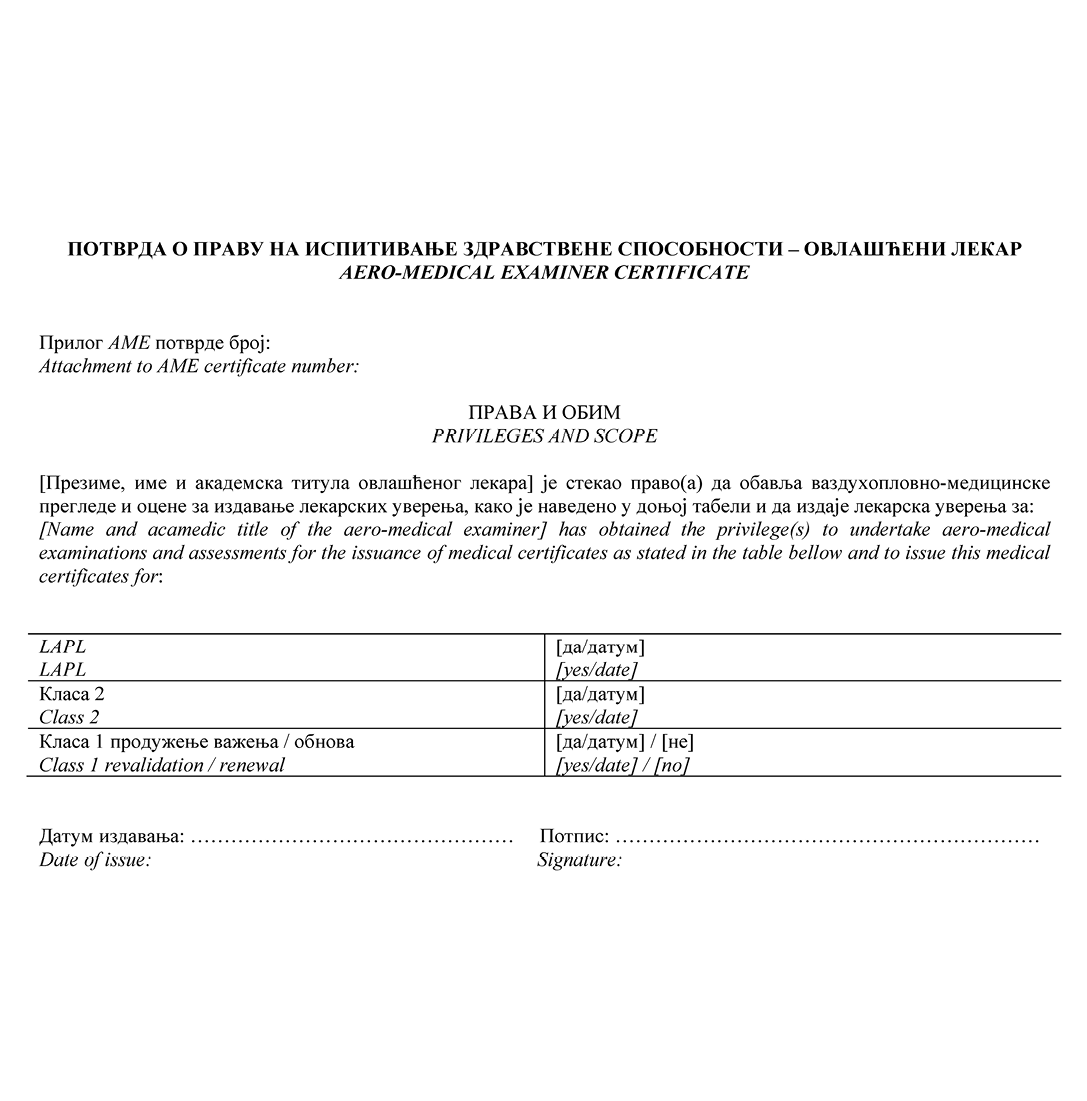 ПОТВРДА О ПРАВУ НА ИСПИТИВАЊЕ ЗДРАВСТВЕНЕ СПОСОБНОСТИ – ОВЛАШЋЕНИ ЛЕКАР
AERO-MEDICAL EXAMINER CERTIFICATE
Прилог AME потврде број:
Attachment to AME certificate number:
ПРАВА И ОБИМ
PRIVILEGES AND SCOPE
[Презиме, име и академска титула овлашћеног лекара] је стекао право(а) да обавља ваздухопловно-медицинске
прегледе и оцене за издавање лекарских уверења, како је наведено у доњој табели и да издаје лекарска уверења за:
[Name and acamedic title of the aero-medical examiner] has obtained the privilege(s) to undertake aero-medical
examinations and assessments for the issuance of medical certificates as stated in the table bellow and to issue this medical
certificates for:
LAPL [да/датум]
LAPL [yes/date]
Класа 2 [да/датум]
Class 2 [yes/date]
Класа 1 продужење важења / обнова [да/датум] / [не]
Class 1 revalidation / renewal [yes/date] / [no]
Датум издавања: ………………………………………… Потпис: ………………………………………………………
Date of issue: Signature: